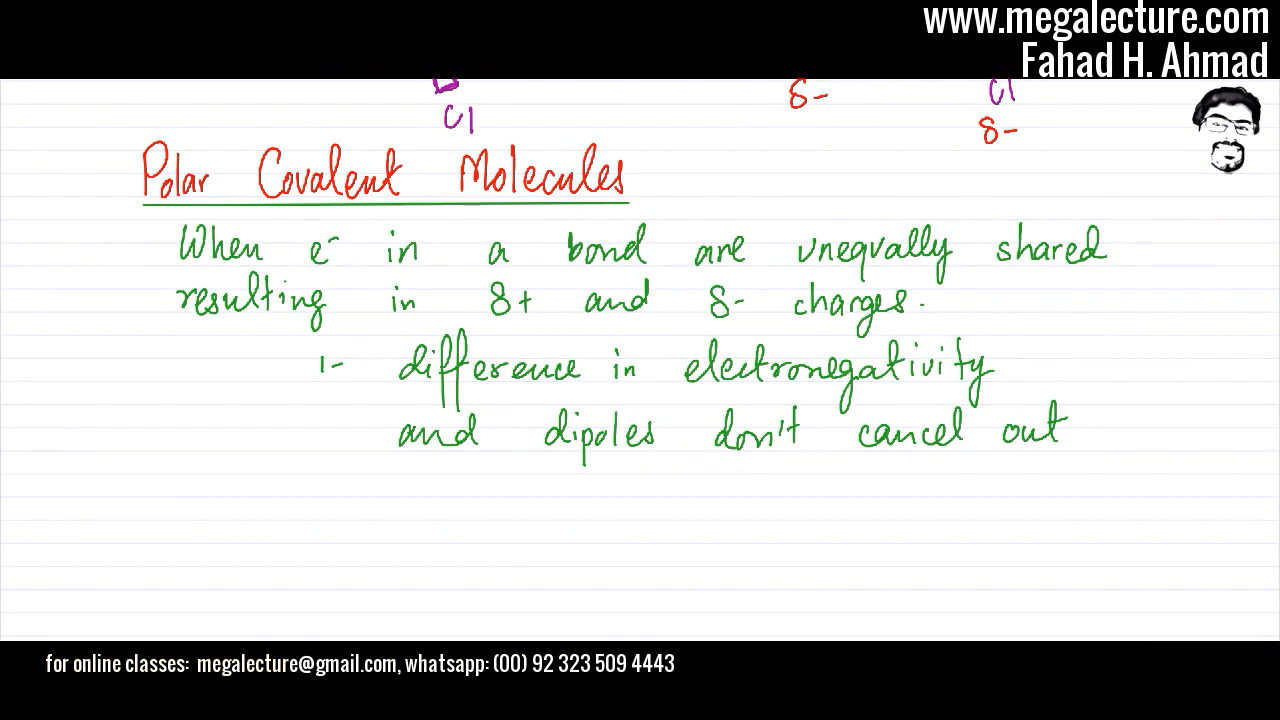 www.megalecture.com
Fahad H. Ahmad
δ- Cl
Cl δ-
Polar Covalent Molecules
When e⁻ in a bond are unequally shared
resulting in δ+ and δ- charges.
1- difference in electronegativity
and dipoles don't cancel out
for online classes: megalecture@gmail.com, whatsapp: (00) 92 323 509 4443